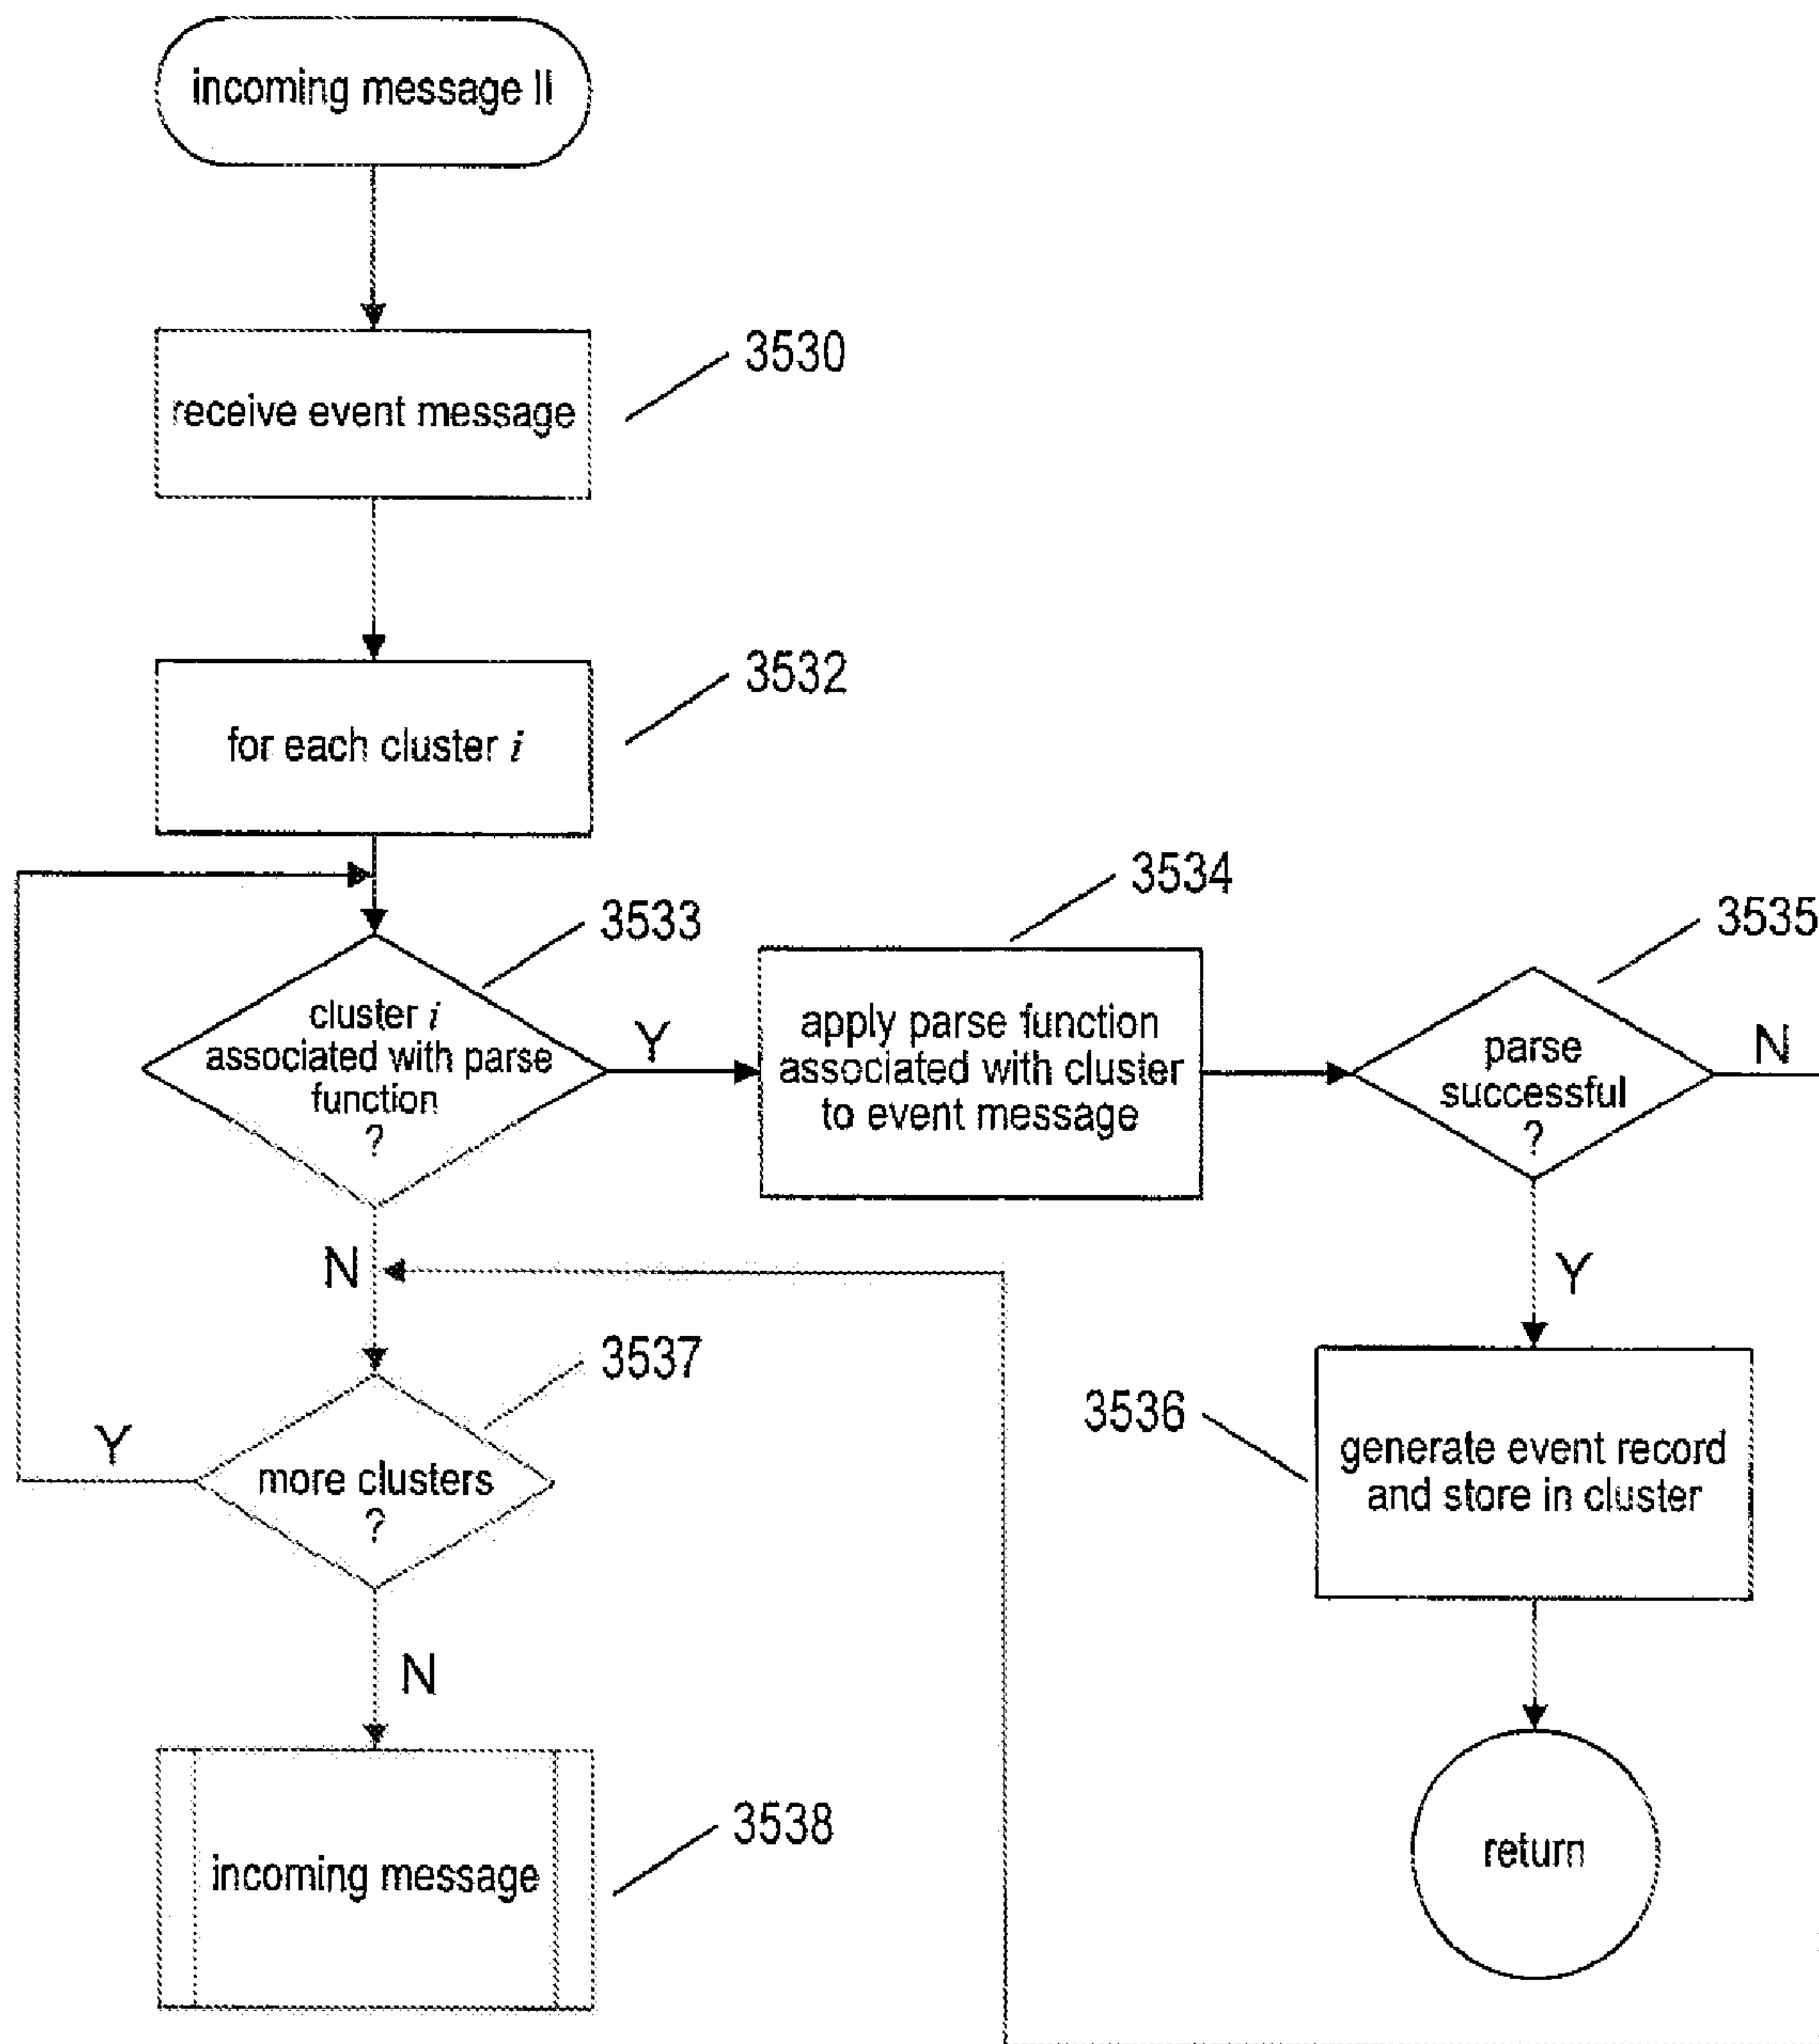 incoming message II
3530
receive event message
3532
for each cluster i
3533
cluster i
associated with parse
function
?
Y
3534
apply parse function
associated with cluster
to event message
3535
parse
successful
?
N
Y
3536
generate event record
and store in cluster
return
N
3537
more clusters
?
Y
N
3538
incoming message